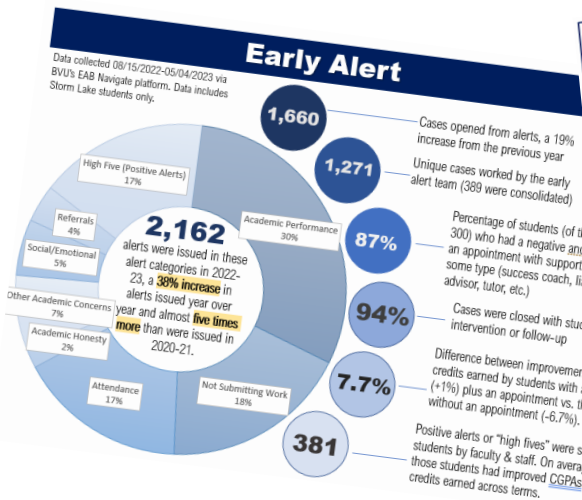 Early Alert
Data collected 08/15/2022-05/04/2023 via
BVU's EAB Navigate platform. Data includes
Storm Lake students only.
High Five (Positive Alerts)
17%
Referrals
4%
Social/Emotional
5%
Other Academic Concerns
7%
Academic Honesty
2%
Attendance
17%
Not Submitting Work
18%
Academic Performance
30%
2,162
alerts were issued in these
alert categories in 2022-
23, a 38% increase in
alerts issued year over
year and almost five times
more than were issued in
2020-21.
1,660
Cases opened from alerts, a 19%
increase from the previous year
1,271
Unique cases worked by the early
alert team (389 were consolidated)
87%
Percentage of students (of
300) who had a negative
an appointment with support
some type (success coach,
advisor, tutor, etc.)
94%
Cases were closed with
intervention or follow-up
7.7%
Difference between
credits earned by students with
(+1%) plus an appointment vs.
without an appointment (-6.7%).
381
Positive alerts or "high fives" were
students by faculty & staff. On
those students had improved CGPAs
credits earned across terms.